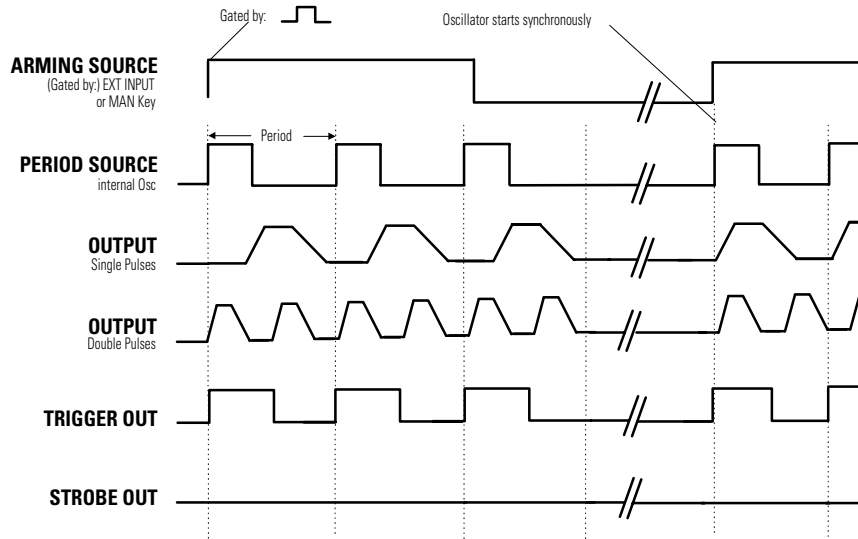 Gated by:
Oscillator starts synchronously
ARMING SOURCE
(Gated by:) EXT INPUT
or MAN Key
Period
PERIOD SOURCE
internal Osc
OUTPUT
Single Pulses
OUTPUT
Double Pulses
TRIGGER OUT
STROBE OUT